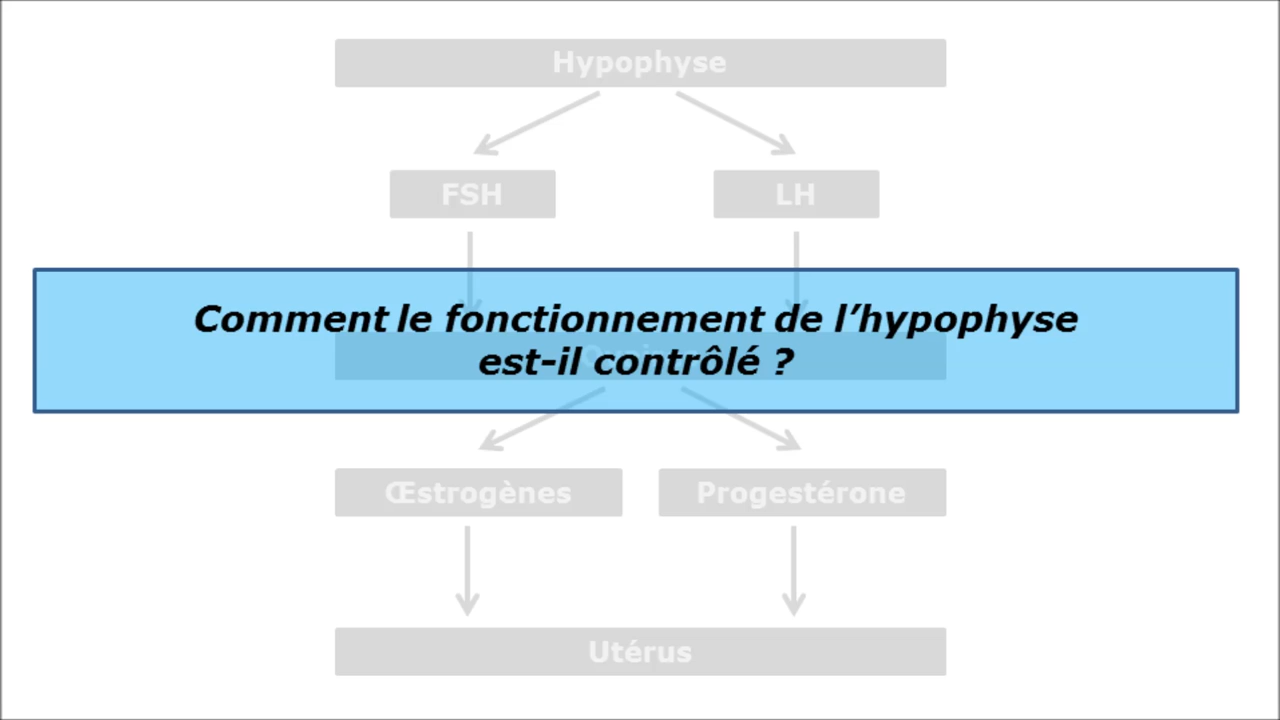 Hypophyse
FSH
LH
Comment le fonctionnement de l’hypophyse
est-il contrôlé ?
Œstrogènes
Progestérone
Utérus